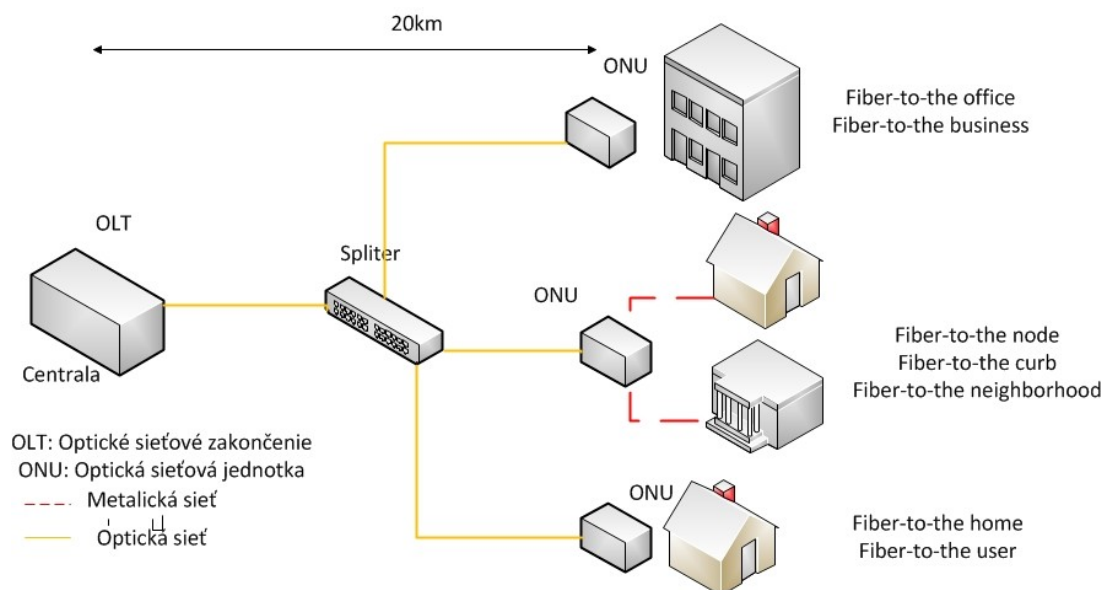 20km
ONU
Fiber-to-the office
Fiber-to-the business
OLT
Spliter
ONU
Centrala
Fiber-to-the node
Fiber-to-the curb
Fiber-to-the neighborhood
OLT: Optické sieťové zakončenie
ONU: Optická sieťová jednotka
Metalická sieť
Optická sieť
ONU
Fiber-to-the home
Fiber-to-the user